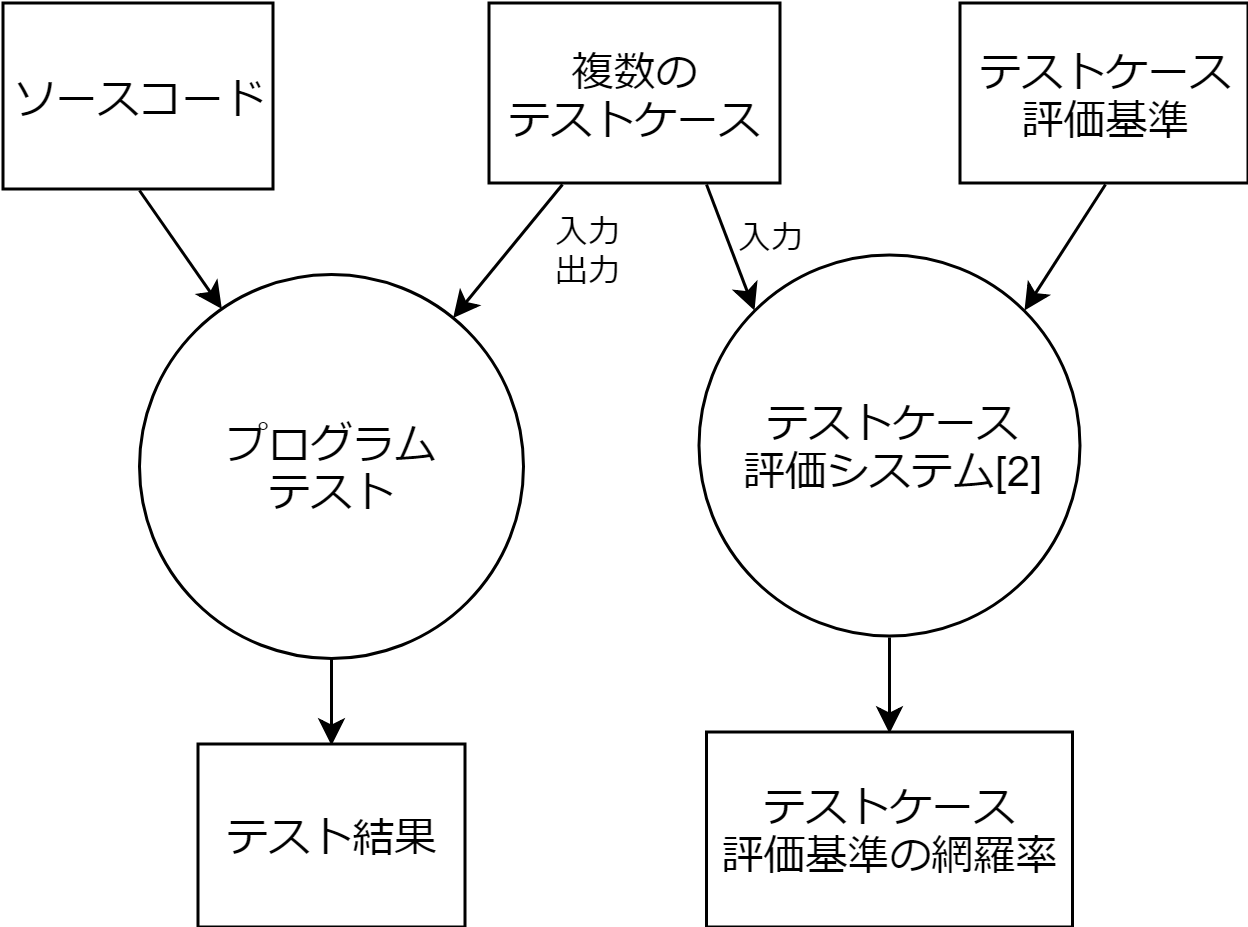 ソースコード
複数の
テストケース
テストケース
評価基準
入力
出力
入力
プログラム
テスト
テストケース
評価システム[2]
テスト結果
テストケース
評価基準の網羅率